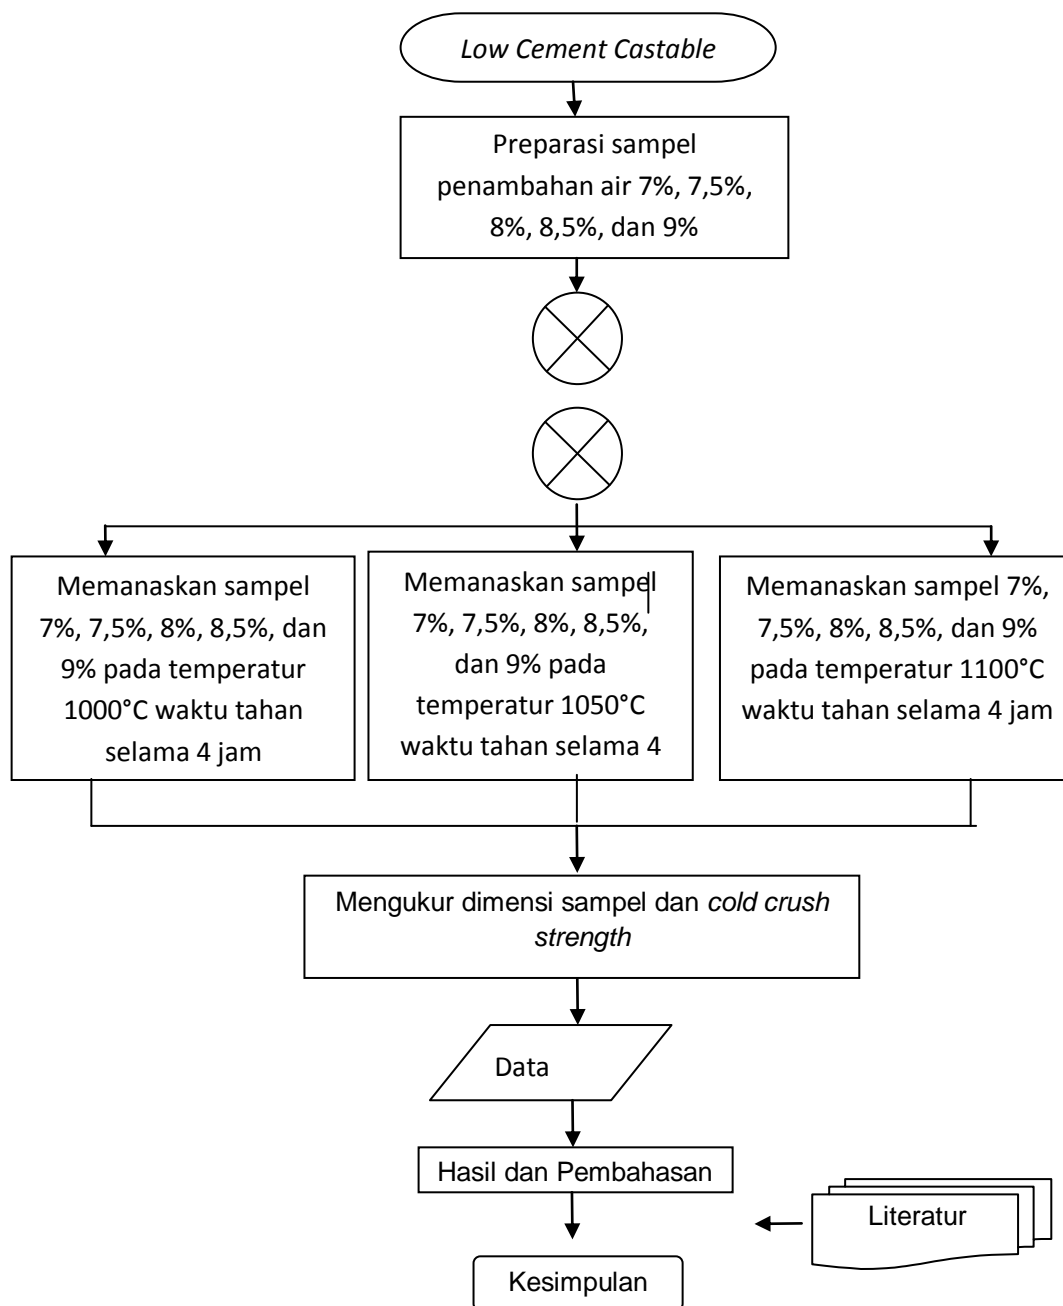 Low Cement Castable
Preparasi sampel
penambahan air 7%, 7,5%,
8%, 8,5%, dan 9%
Memanaskan sampel
7%, 7,5%, 8%, 8,5%, dan
9% pada temperatur
1000°C waktu tahan
selama 4 jam
Memanaskan sampel
7%, 7,5%, 8%, 8,5%,
dan 9% pada
temperatur 1050°C
waktu tahan selama 4
Memanaskan sampel 7%,
7,5%, 8%, 8,5%, dan 9%
pada temperatur 1100°C
waktu tahan selama 4 jam
Mengukur dimensi sampel dan cold crush
strength
Data
Hasil dan Pembahasan
Literatur
Kesimpulan